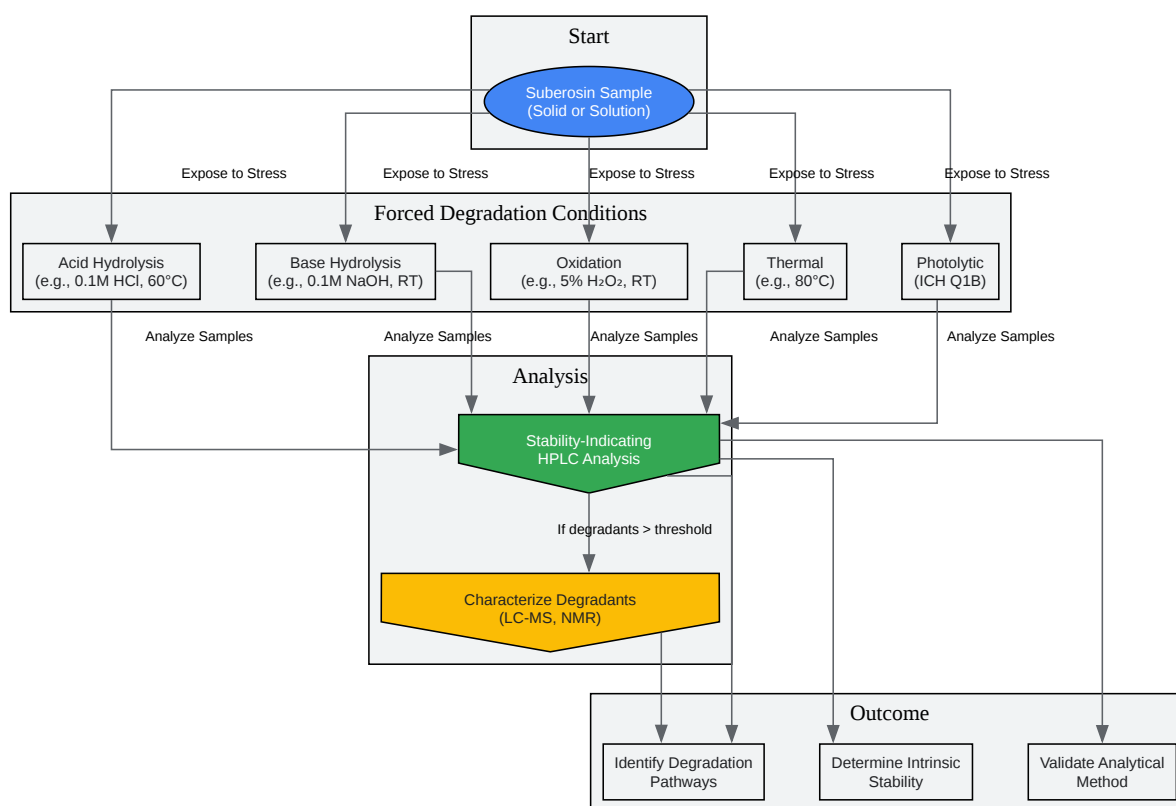 Start
Suberosin Sample
(Solid or Solution)
Expose to Stress
Expose to Stress
Expose to Stress
Expose to Stress
Expose to Stress
Forced Degradation Conditions
Acid Hydrolysis
(e.g., 0.1M HCl, 60°C)
Base Hydrolysis
(e.g., 0.1M NaOH, RT)
Oxidation
(e.g., 5% H₂O₂, RT)
Thermal
(e.g., 80°C)
Photolytic
(ICH Q1B)
Analyze Samples
Analyze Samples
Analyze Samples
Analyze Samples
Analyze Samples
Analysis
Stability-Indicating
HPLC Analysis
If degradants > threshold
Characterize Degradants
(LC-MS, NMR)
Outcome
Identify Degradation
Pathways
Determine Intrinsic
Stability
Validate Analytical
Method